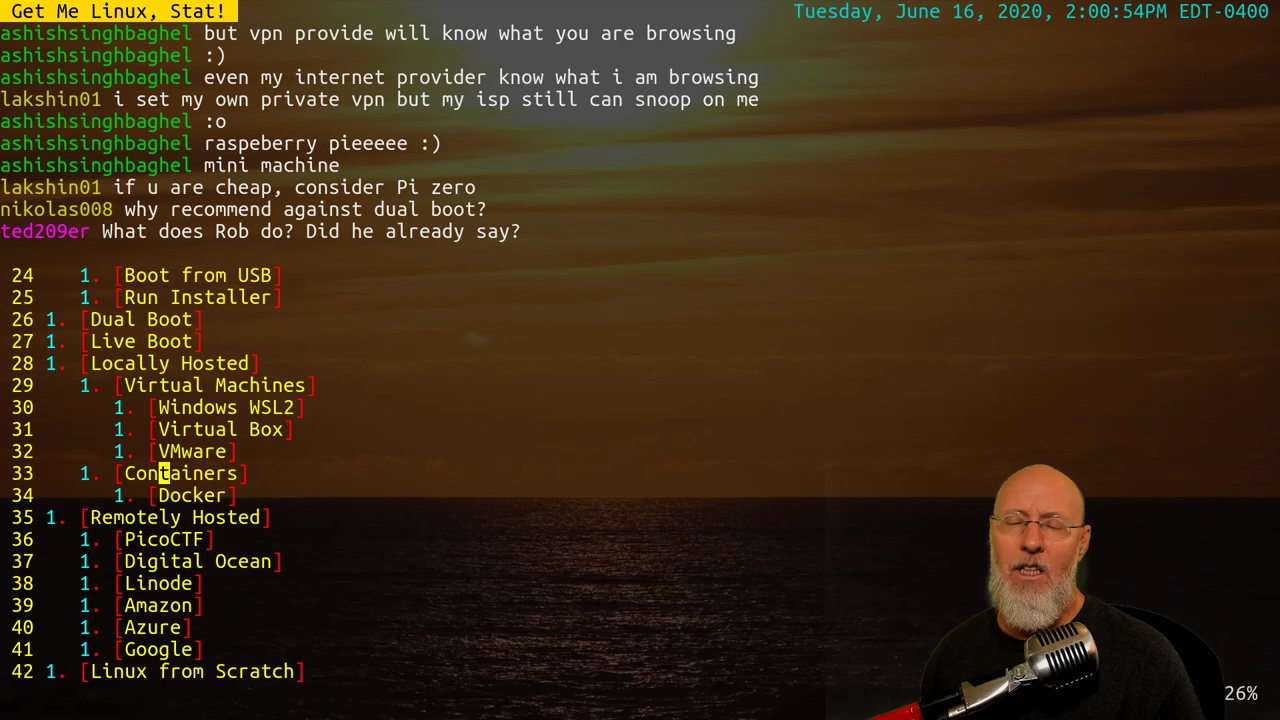 Get Me Linux, Stat!
Tuesday, June 16, 2020, 2:00:54PM EDT-0400
ashishsinghbaghel but vpn provide will know what you are browsing
ashishsinghbaghel :)
ashishsinghbaghel even my internet provider know what i am browsing
lakshin01 i set my own private vpn but my isp still can snoop on me
ashishsinghbaghel :o
ashishsinghbaghel raspeberry pieeeee :)
ashishsinghbaghel mini machine
lakshin01 if u are cheap, consider Pi zero
nikolas008 why recommend against dual boot?
ted209er What does Rob do? Did he already say?
24 1. [Boot from USB]
25 1. [Run Installer]
26 1. [Dual Boot]
27 1. [Live Boot]
28 1. [Locally Hosted]
29 1. [Virtual Machines]
30 1. [Windows WSL2]
31 1. [Virtual Box]
32 1. [VMware]
33 1. [Containers]
34 1. [Docker]
35 1. [Remotely Hosted]
36 1. [PicoCTF]
37 1. [Digital Ocean]
38 1. [Linode]
39 1. [Amazon]
40 1. [Azure]
41 1. [Google]
42 1. [Linux from Scratch]
26%